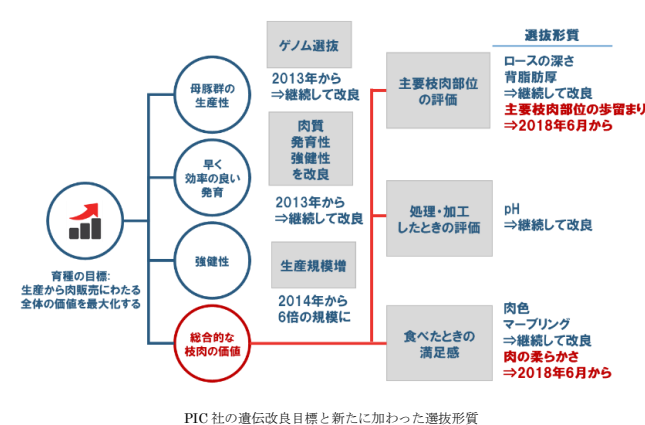 育種の目標:
生産から肉販売にわたる
全体の価値を最大化する
母豚群の
生産性
早く
効率の良い
発育
強健性
総合的な
枝肉の価値
ゲノム選抜
2013年から
⇒継続して改良
肉質
発育性
強健性
を改良
2013年から
⇒継続して改良
生産規模増
2014年から
6倍の規模に
主要枝肉部位
の評価
処理・加工
したときの評価
食べたときの
満足感
選抜形質
ロースの深さ
背脂肪厚
⇒継続して改良
主要枝肉部位の歩留まり
⇒2018年6月から
pH
⇒継続して改良
肉色
マーブリング
⇒継続して改良
肉の柔らかさ
⇒2018年6月から
PIC 社の遺伝改良目標と新たに加わった選抜形質